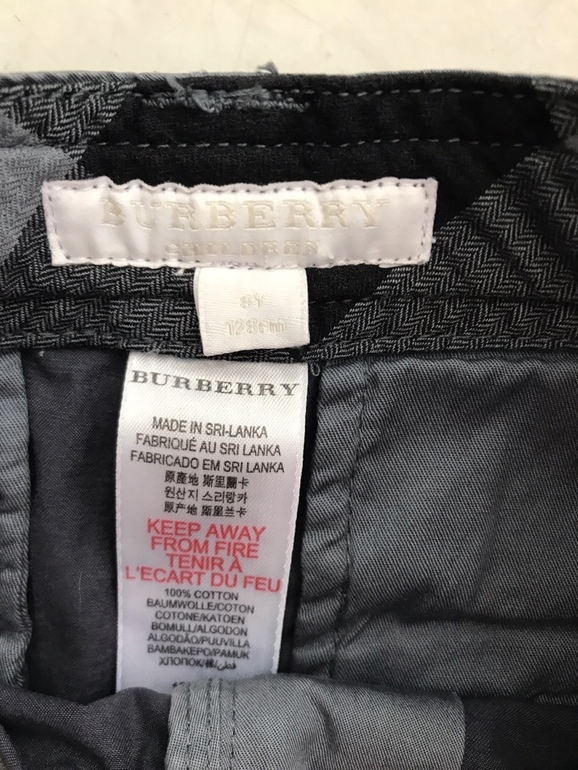 BURBERRY
CHILDREN
8Y
128cm
BURBERRY
MADE IN SRI-LANKA
FABRIQUÉ AU SRI LANKA
FABRICADO EM SRI LANKA
原產地 斯里蘭卡
원산지 스리랑카
原产地 斯里兰卡
KEEP AWAY
FROM FIRE
TENIR À
L'ECART DU FEU
100% COTTON
BAUMWOLLE/COTON
COTONE/KATOEN
BOMULL/ALGODON
ALGODÃO/PUUVILLA
BAMBAKEPO/PAMUK
ХЛОПОК/棉/قطن